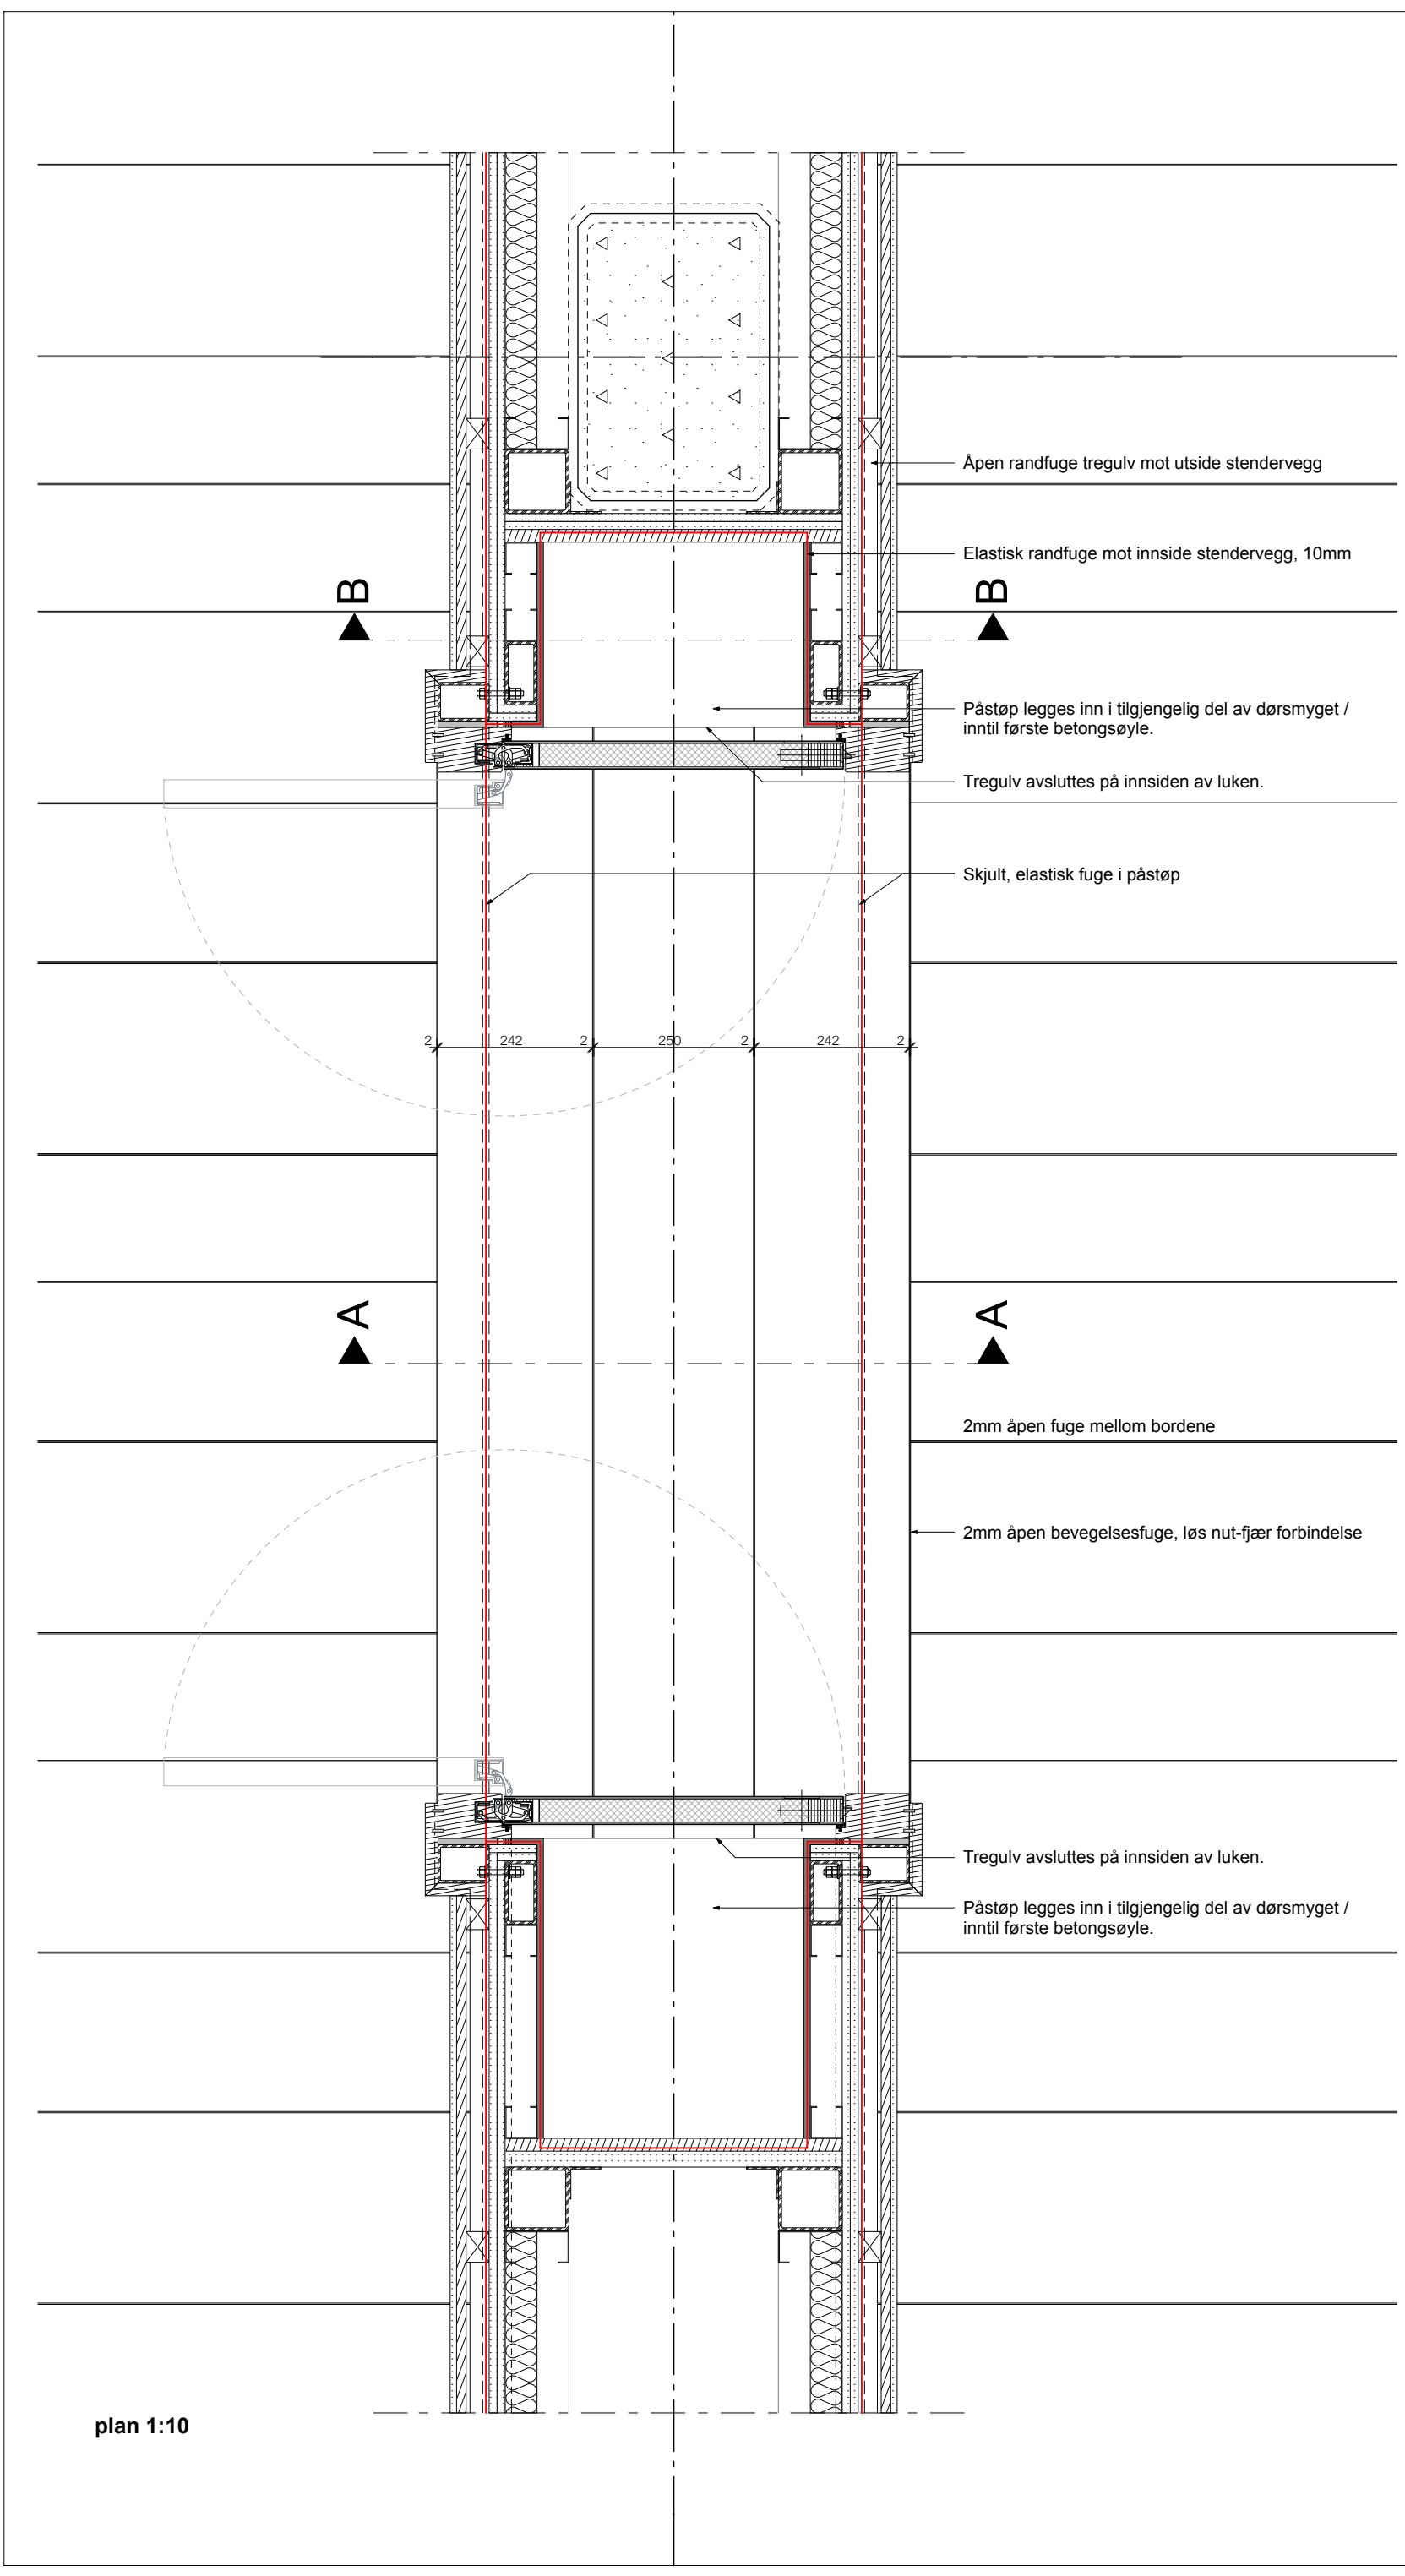 Åpen randfuge tregulv mot utside stendervegg
Elastisk randfuge mot innside stendervegg, 10mm
B
B
Påstøp legges inn i tilgjengelig del av dørsmyget /
inntil første betongsøyle.
Tregulv avsluttes på innsiden av luken.
Skjult, elastisk fuge i påstøp
2 242 2 250 2 242 2
A
A
2mm åpen fuge mellom bordene
2mm åpen bevegelsesfuge, løs nut-fjær forbindelse
Tregulv avsluttes på innsiden av luken.
Påstøp legges inn i tilgjengelig del av dørsmyget /
inntil første betongsøyle.
plan 1:10